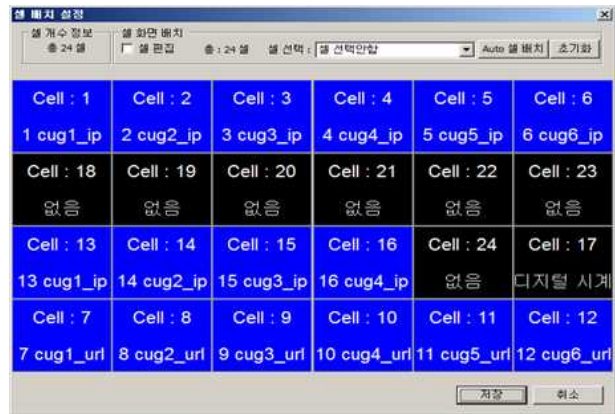 셀 배치 설정
셀 개수 정보
총 24 셀
셀 화면 배치
셀 편집 총 : 24 셀 셀 선택 : 셀 선택안함 Auto 셀 배치 초기화
Cell : 1 Cell : 2 Cell : 3 Cell : 4 Cell : 5 Cell : 6
1 cug1_ip 2 cug2_ip 3 cug3_ip 4 cug4_ip 5 cug5_ip 6 cug6_ip
Cell : 18 Cell : 19 Cell : 20 Cell : 21 Cell : 22 Cell : 23
없음 없음 없음 없음 없음 없음
Cell : 13 Cell : 14 Cell : 15 Cell : 16 Cell : 24 Cell : 17
13 cug1_ip 14 cug2_ip 15 cug3_ip 16 cug4_ip 없음 디지털 시계
Cell : 7 Cell : 8 Cell : 9 Cell : 10 Cell : 11 Cell : 12
7 cug1_url 8 cug2_url 9 cug3_url 10 cug4_url 11 cug5_url 12 cug6_url
저장 취소